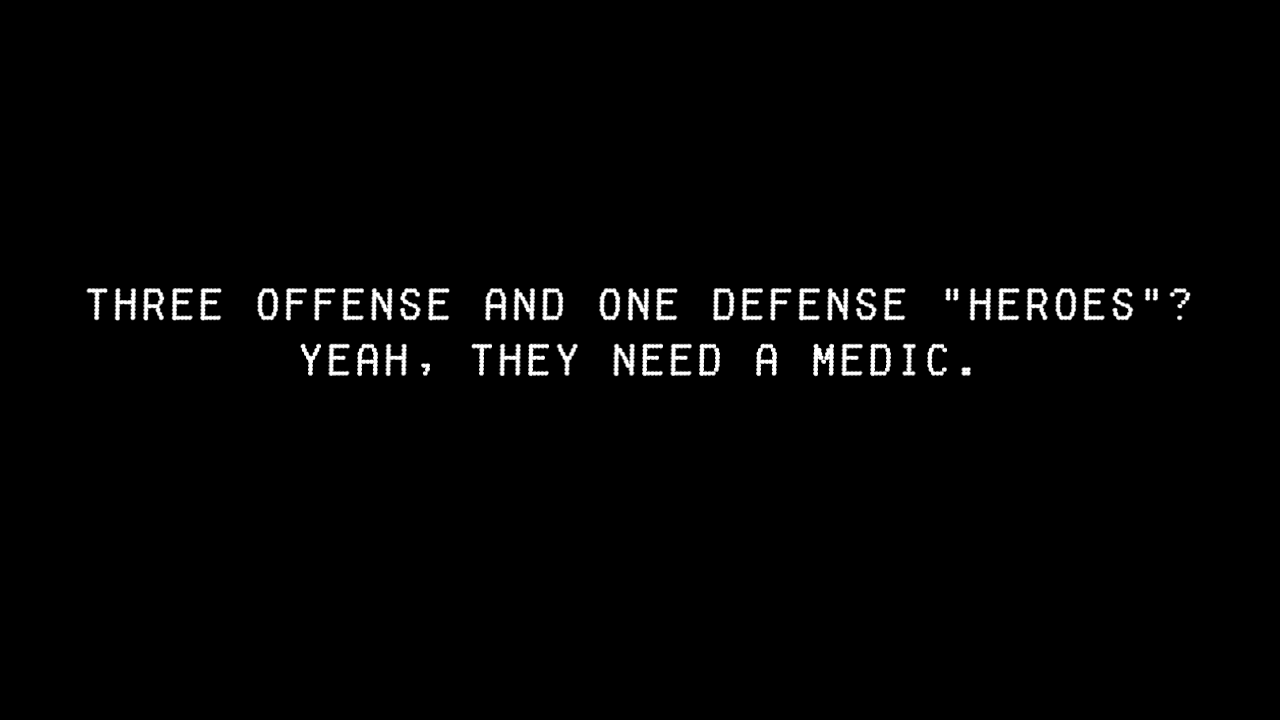 THREE OFFENSE AND ONE DEFENSE "HEROES"?
YEAH, THEY NEED A MEDIC.